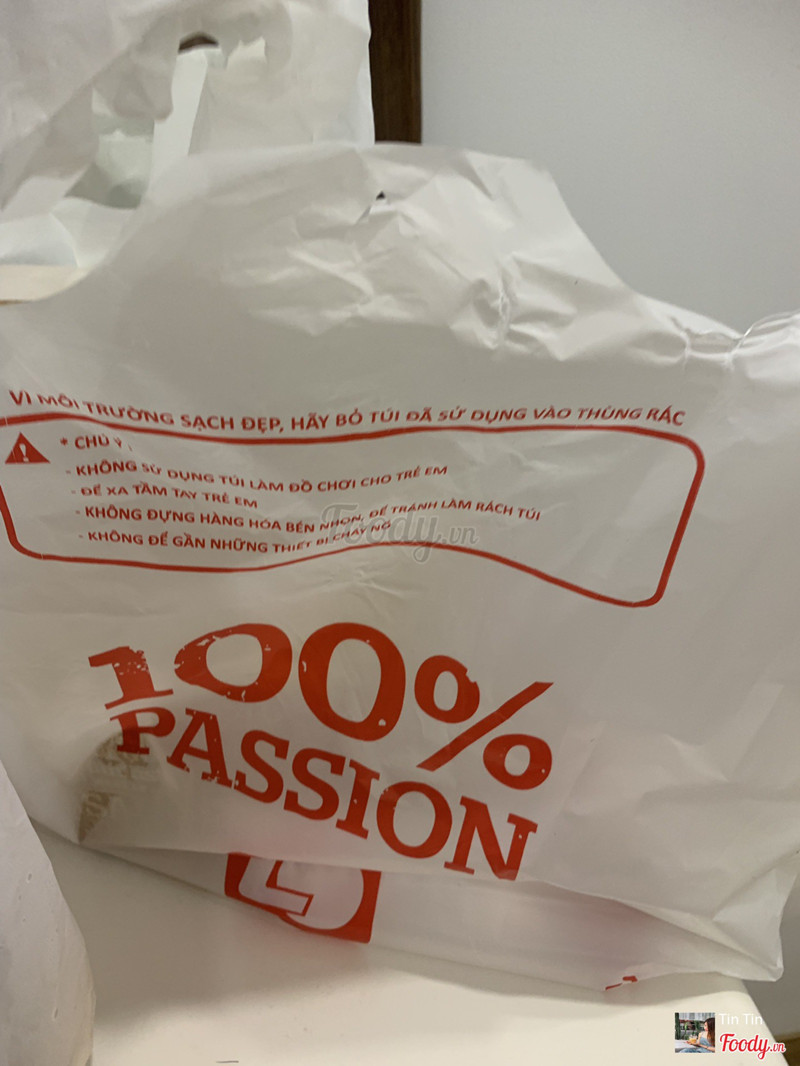 VÌ MÔI TRƯỜNG SẠCH ĐẸP, HÃY BỎ TÚI ĐÃ SỬ DỤNG VÀO THÙNG RÁC
* CHÚ Ý:
- KHÔNG SỬ DỤNG TÚI LÀM ĐỒ CHƠI CHO TRẺ EM
- ĐỂ XA TẦM TAY TRẺ EM
- KHÔNG ĐỰNG HÀNG HÓA BÉN NHỌN, ĐỂ TRÁNH LÀM RÁCH TÚI
- KHÔNG ĐỂ GẦN NHỮNG THIẾT BỊ CHÁY NỔ
Foody.vn
100%
PASSION
Tin Tin
Foody.vn